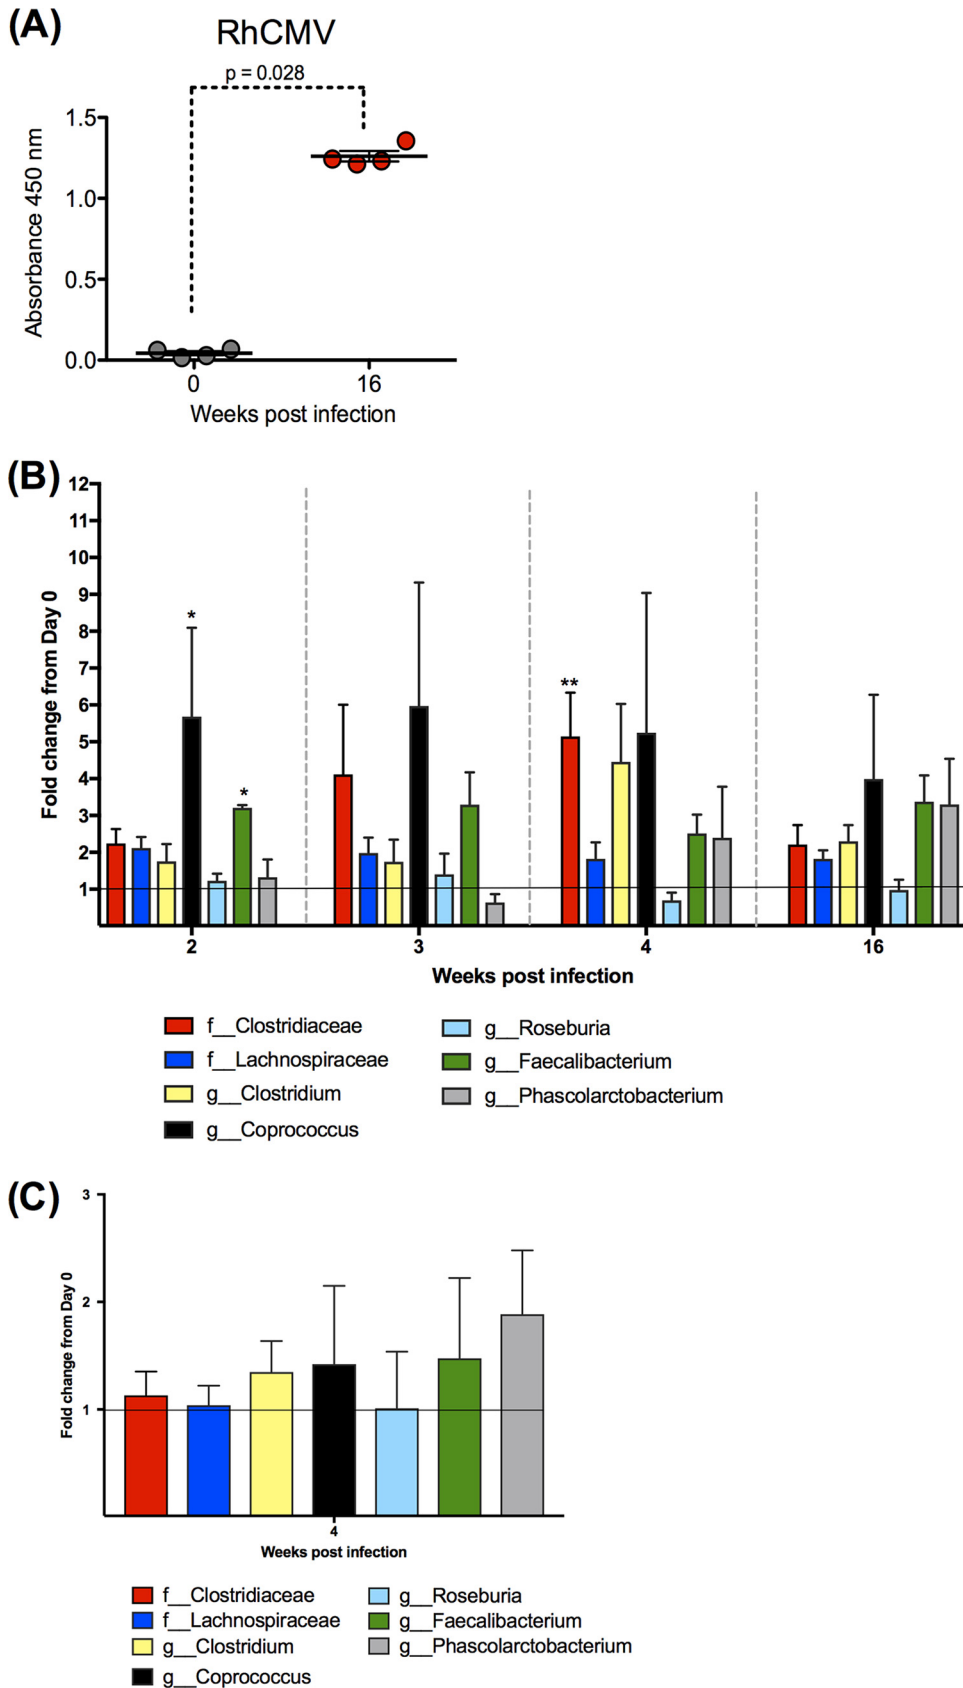 (A)
RhCMV
p = 0.028
1.5
1.0
0.5
0.0
Absorbance 450 nm
0 16
Weeks post infection
(B)
12
11
10
9
8
7
6
5
4
3
2
1
Fold change from Day 0
*
*
**
2 3 4 16
Weeks post infection
f__Clostridiaceae
f__Lachnospiraceae
g__Clostridium
g__Coprococcus
g__Roseburia
g__Faecalibacterium
g__Phascolarctobacterium
(C)
3
2
1
Fold change from Day 0
4
Weeks post infection
f__Clostridiaceae
f__Lachnospiraceae
g__Clostridium
g__Coprococcus
g__Roseburia
g__Faecalibacterium
g__Phascolarctobacterium